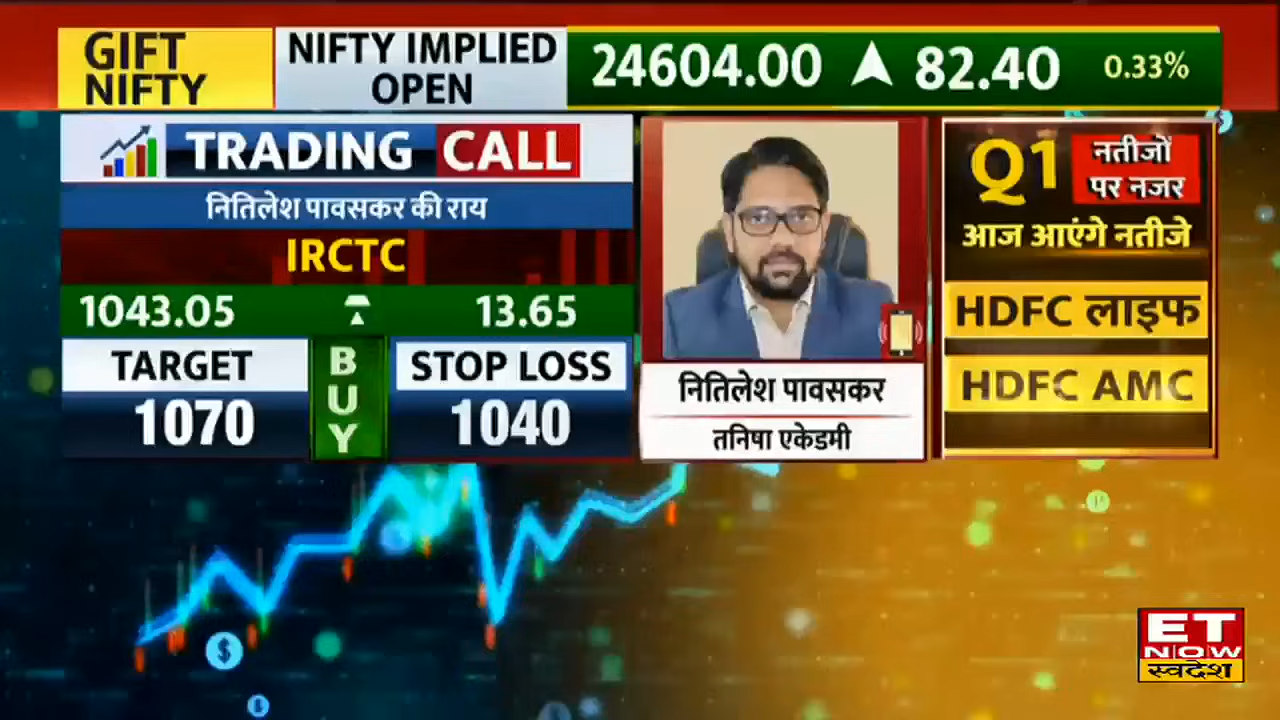 GIFT
NIFTY
NIFTY IMPLIED
OPEN
24604.00 ▲ 82.40 0.33%
TRADING CALL
नितिलेश पावसकर की राय
IRCTC
1043.05 13.65
TARGET
1070
BUY
STOP LOSS
1040
नितिलेश पावसकर
तनिषा एकेडमी
Q1
नतीजों
पर नजर
आज आएंगे नतीजे
HDFC लाइफ
HDFC AMC
ET
NOW
स्वदेश